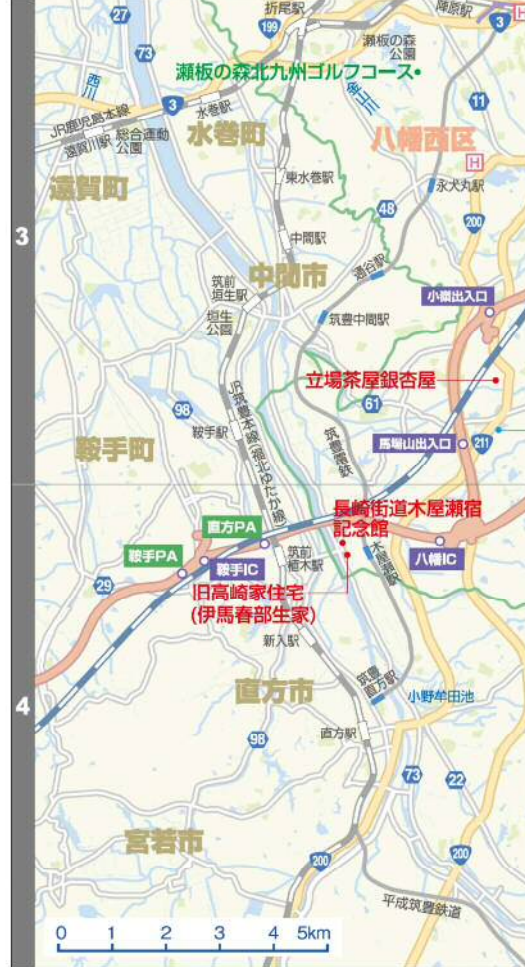 折尾駅
陣原駅
H
27
199
3
73
瀬板の森
公園
瀬板の森北九州ゴルフコース
西川
金山川
JR鹿児島本線
3
水巻駅
11
遠賀川駅
総合運動
公園
水巻町
八幡西区
H
遠賀町
東水巻駅
永犬丸駅
48
200
3
中間駅
通谷駅
中間市
筑前
垣生駅
小嶺出入口
垣生
公園
筑豊中間駅
立場茶屋銀杏屋
JR筑豊本線(福北ゆたか線)
98
61
鞍手駅
筑豊電鉄
馬場山出入口
211
鞍手町
長崎街道木屋瀬宿
記念館
直方PA
鞍手PA
鞍手IC
筑前
植木駅
木屋瀬駅
八幡IC
29
旧高崎家住宅
(伊馬春部生家)
新入駅
筑豊
直方駅
直方市
小野牟田池
4
98
直方駅
73
22
宮若市
200
200
平成筑豊鉄道
0 1 2 3 4 5km